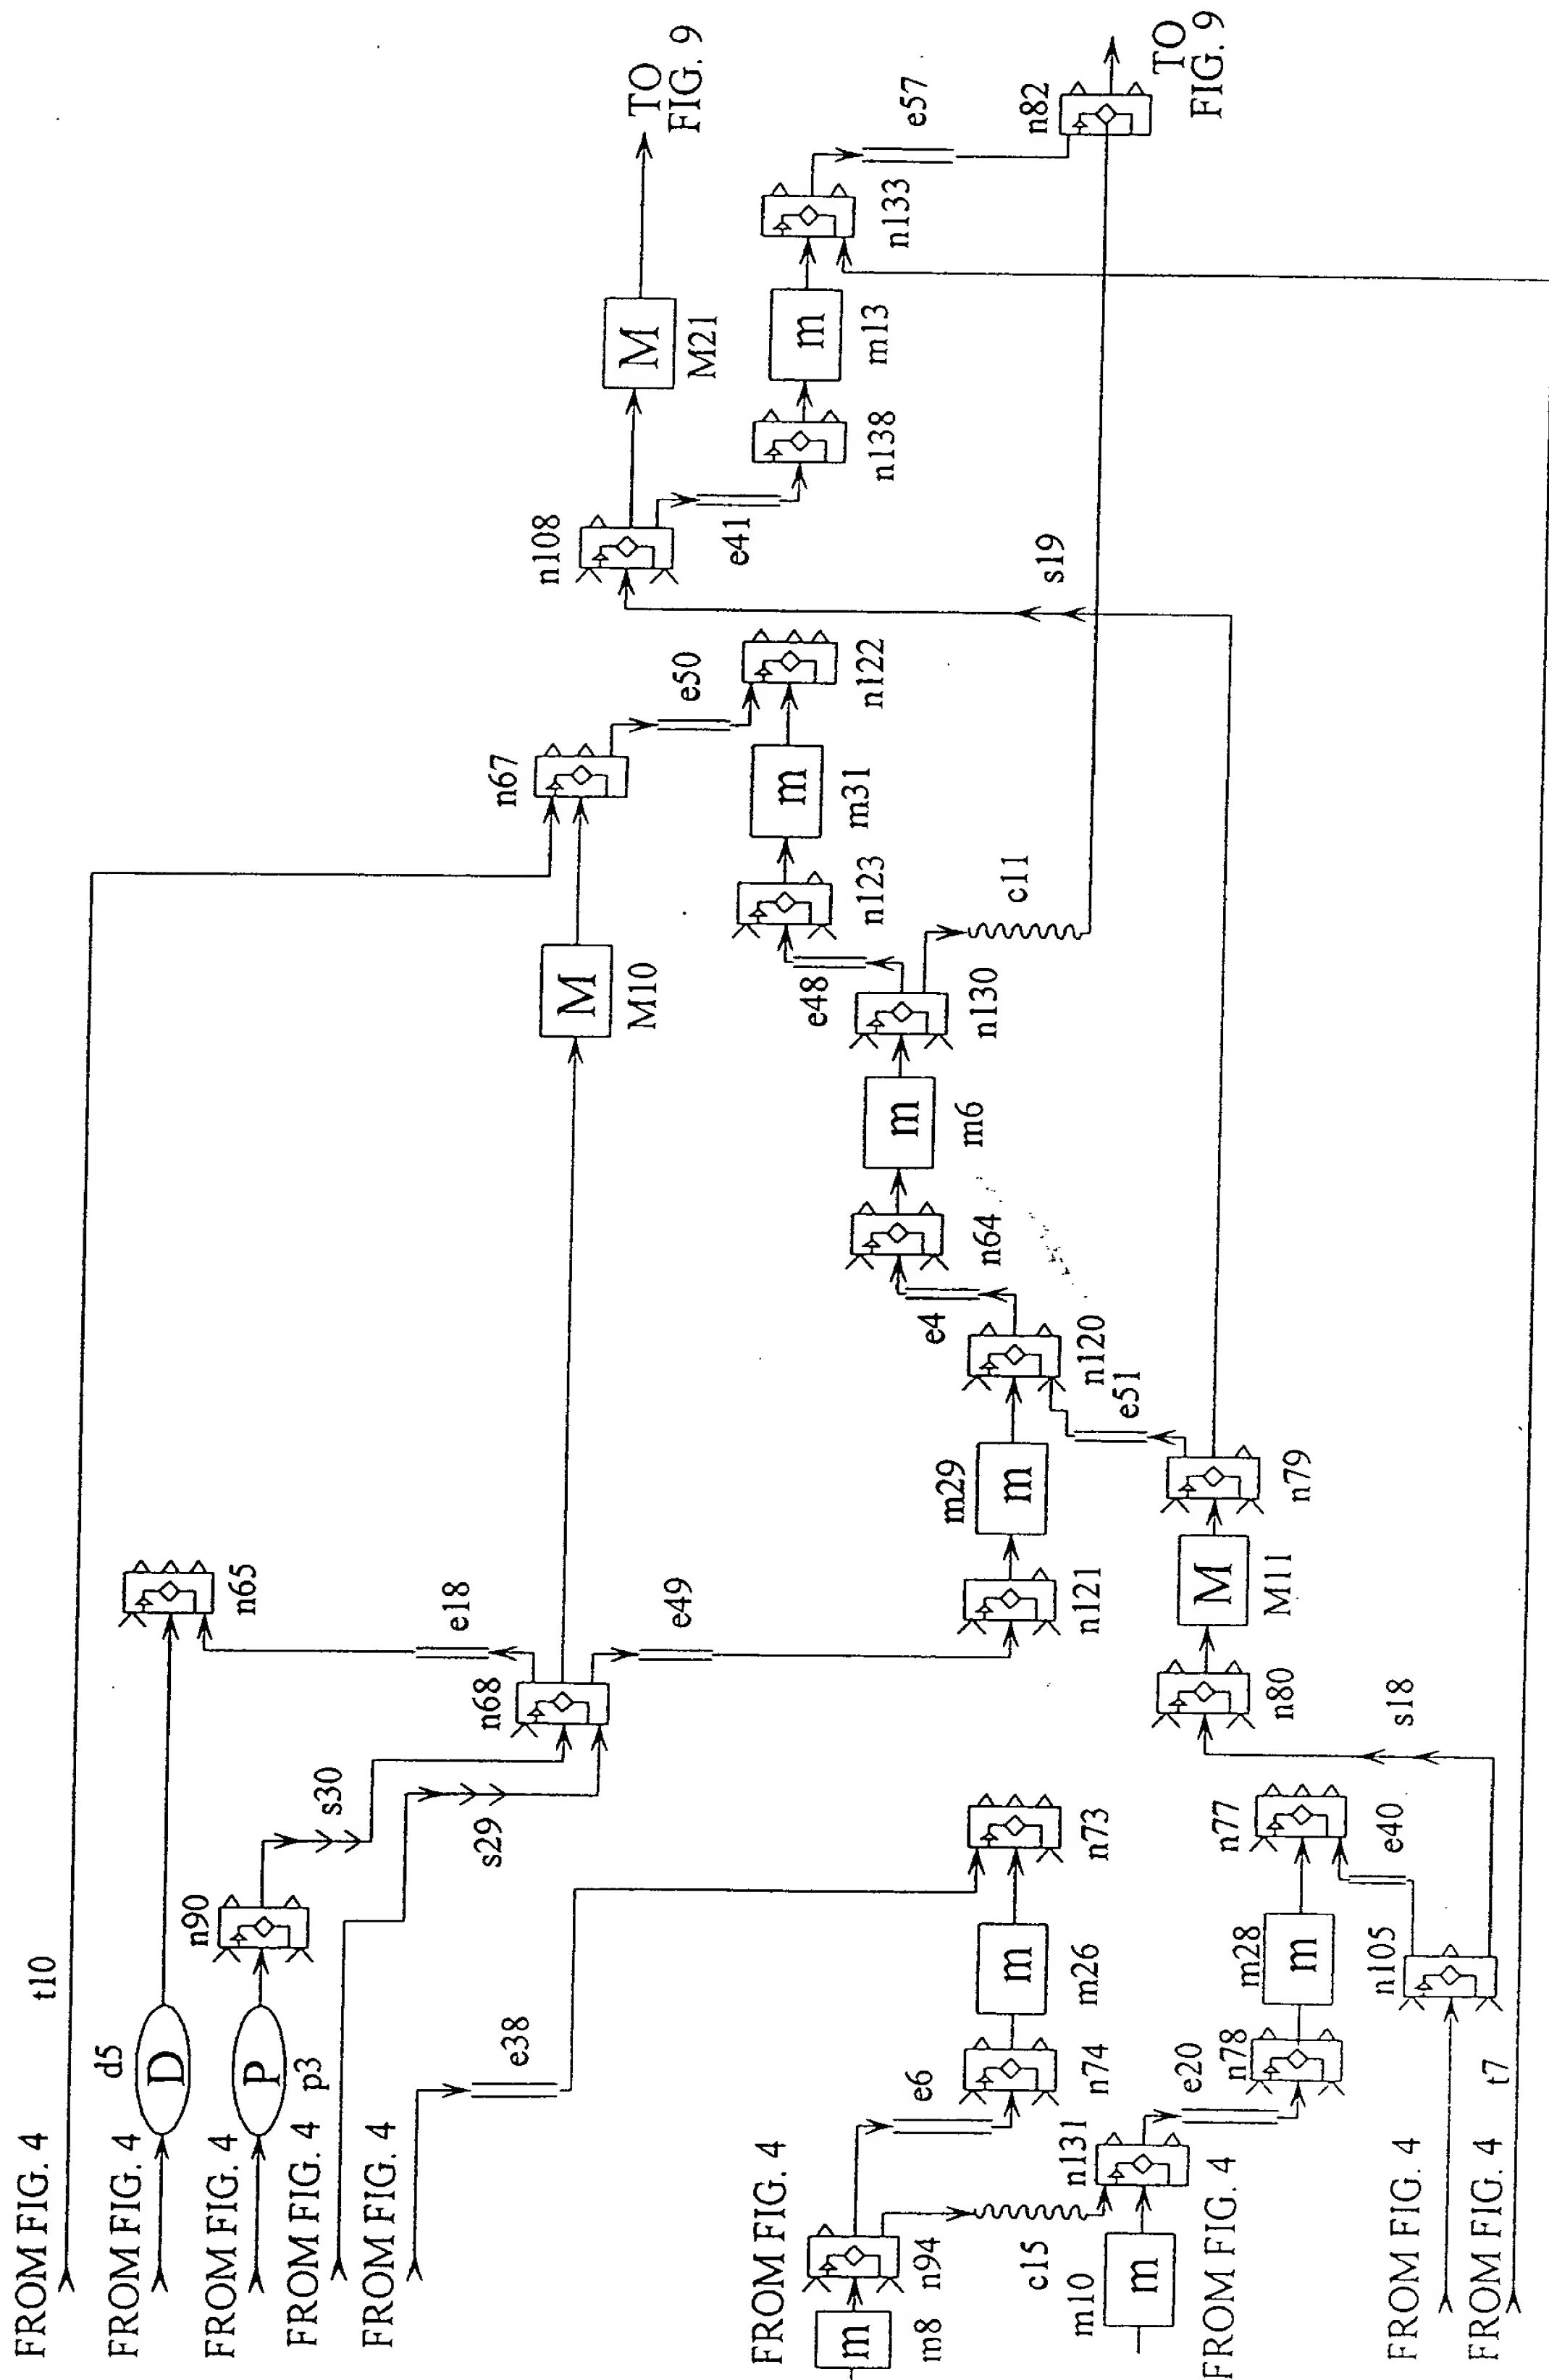 FROM FIG. 4
t10
FROM FIG. 4
d5
D
n65
FROM FIG. 4
P
p3
n90
s30
FROM FIG. 4
s29
FROM FIG. 4
e38
n68
e18
e49
M
M10
n67
e50
n108
e41
M
M21
TO
FIG. 9
FROM FIG. 4
m
m8
n94
e6
n74
m
m26
n73
n121
m
m29
n120
e4
n64
m
m6
n130
e48
c11
n123
m
m31
n122
n138
m
m13
n133
e57
n82
TO
FIG. 9
c15
m10
m
FROM FIG. 4
n131
e20
n78
m
m28
n77
e40
n105
s18
n80
M
M11
n79
e51
s19
FROM FIG. 4
FROM FIG. 4
t7